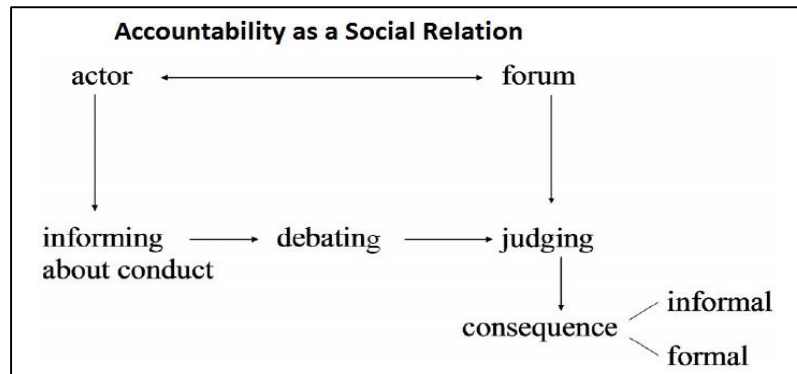 Accountability as a Social Relation
actor forum
informing debating judging
about conduct
informal
consequence
formal